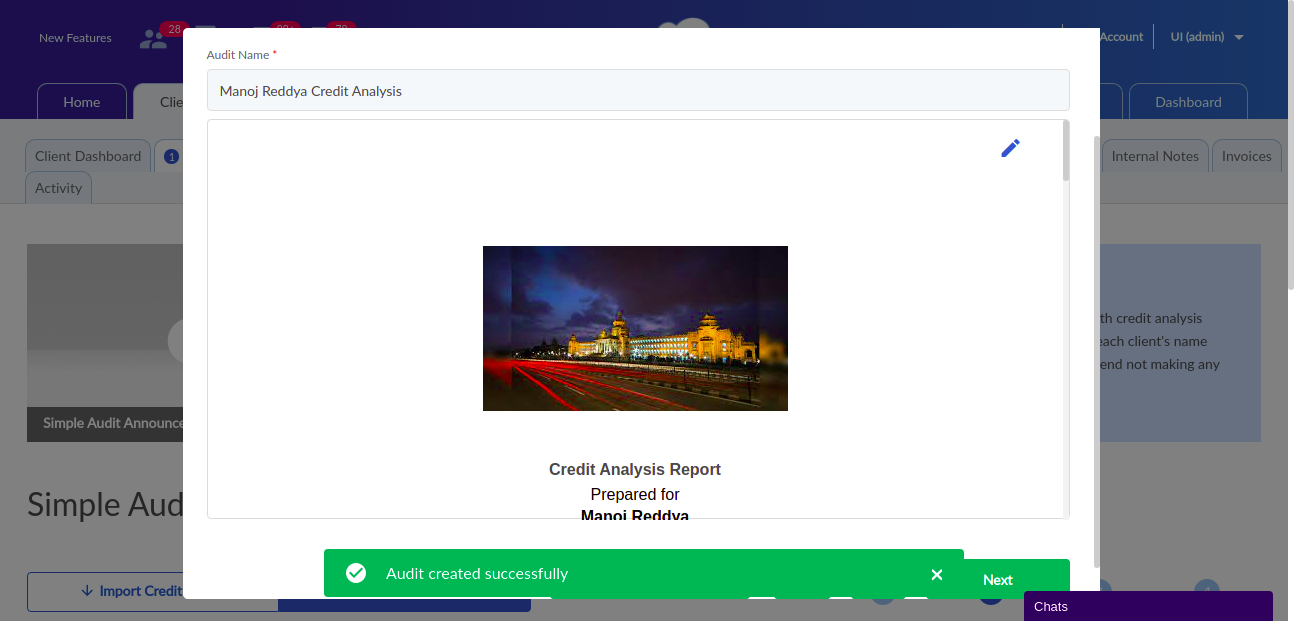 New Features
28
99+
79
Account
UI (admin)
Home
Clie
Dashboard
Client Dashboard
1
Internal Notes
Invoices
Activity
Audit Name *
Manoj Reddya Credit Analysis
Credit Analysis Report
Prepared for
Manoj Reddya
th credit analysis
each client's name
end not making any
Simple Audit Announce
Simple Aud
Import Credit
Audit created successfully
Next
Chats